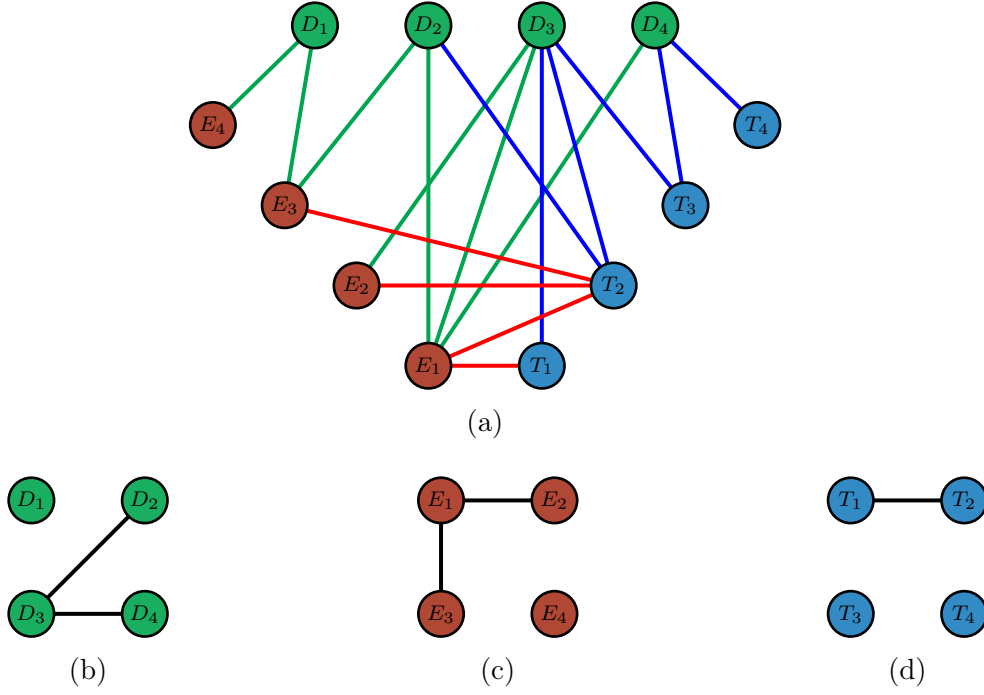 D1 D2 D3 D4
E4 T4
E3 T3
E2 T2
E1 T1
(a)
D1 D2 E1 E2 T1 T2
D3 D4 E3 E4 T3 T4
(b) (c) (d)